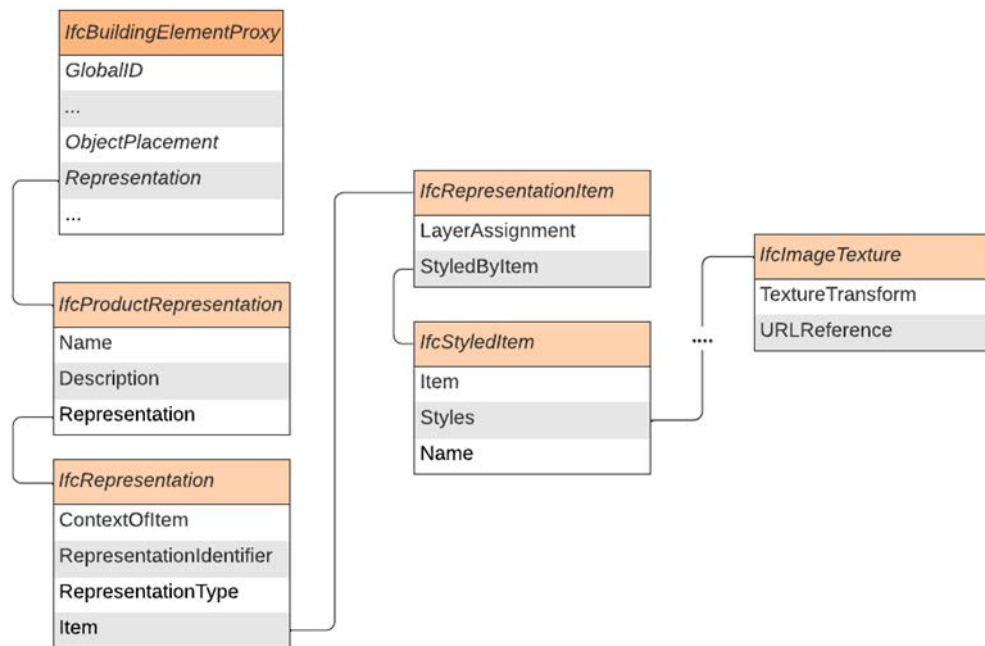 IfcBuildingElementProxy
GlobalID
...
ObjectPlacement
Representation
...
IfcProductRepresentation
Name
Description
Representation
IfcRepresentation
ContextOfItem
RepresentationIdentifier
RepresentationType
Item
IfcRepresentationItem
LayerAssignment
StyledByItem
IfcStyledItem
Item
Styles
Name
....
IfcImageTexture
TextureTransform
URLReference